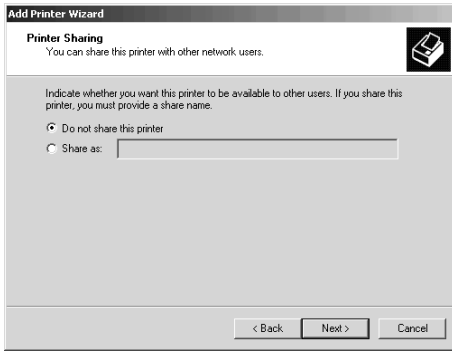 Add Printer Wizard
Printer Sharing
You can share this printer with other network users.
Indicate whether you want this printer to be available to other users. If you share this
printer, you must provide a share name.
Do not share this printer
Share as:
< Back Next > Cancel